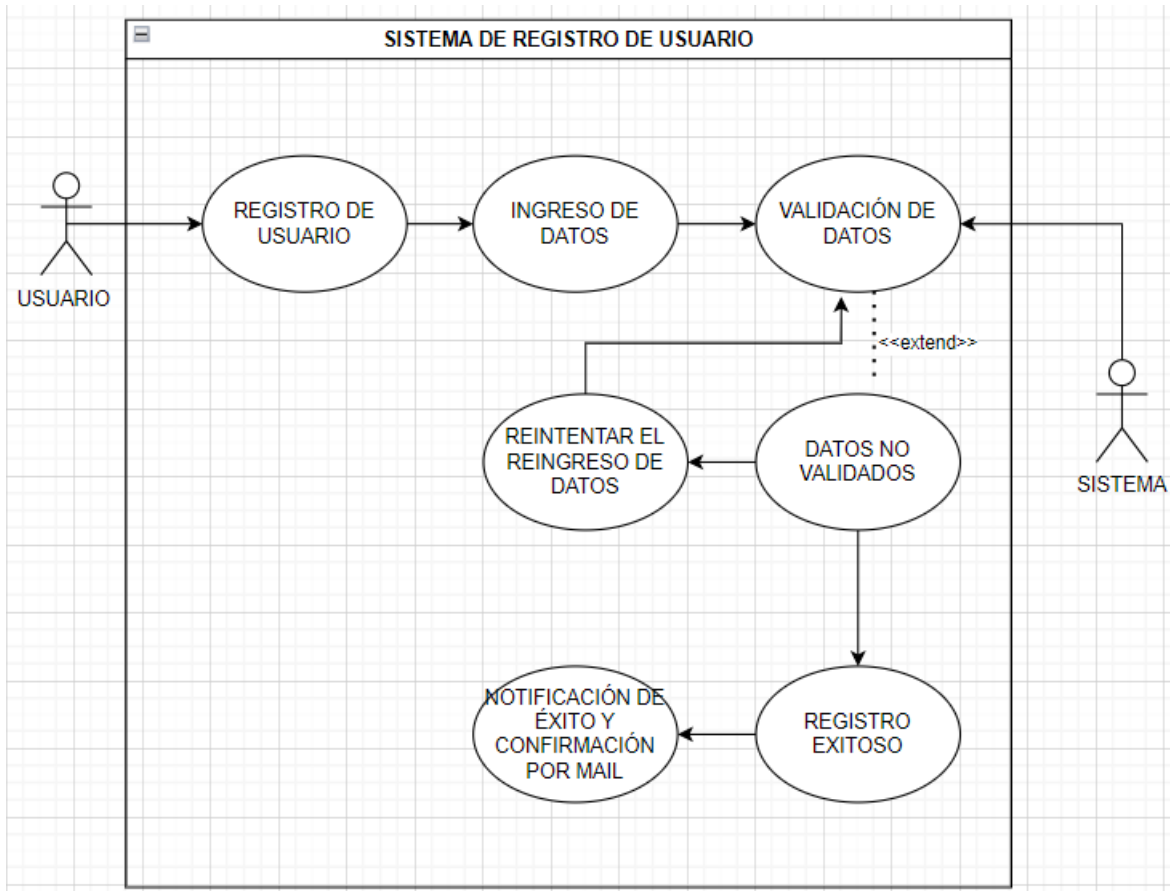 SISTEMA DE REGISTRO DE USUARIO
REGISTRO DE
USUARIO
INGRESO DE
DATOS
VALIDACIÓN DE
DATOS
USUARIO
<<extend>>
REINTENTAR EL
REINGRESO DE
DATOS
DATOS NO
VALIDADOS
SISTEMA
NOTIFICACIÓN DE
ÉXITO Y
CONFIRMACIÓN
POR MAIL
REGISTRO
EXITOSO